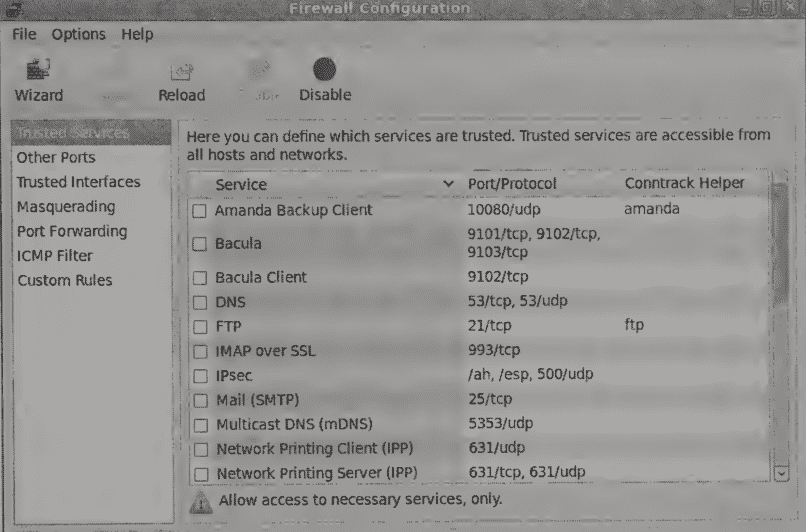 Firewall Configuration
File Options Help
Wizard Reload Disable
Trusted Services
Other Ports
Trusted Interfaces
Masquerading
Port Forwarding
ICMP Filter
Custom Rules
Here you can define which services are trusted. Trusted services are accessible from
all hosts and networks.
Service Port/Protocol Conntrack Helper
Amanda Backup Client 10080/udp amanda
Bacula 9101/tcp, 9102/tcp,
9103/tcp
Bacula Client 9102/tcp
DNS 53/tcp, 53/udp
FTP 21/tcp ftp
IMAP over SSL 993/tcp
IPsec /ah, /esp, 500/udp
Mail (SMTP) 25/tcp
Multicast DNS (mDNS) 5353/udp
Network Printing Client (IPP) 631/udp
Network Printing Server (IPP) 631/tcp, 631/udp
Allow access to necessary services, only.